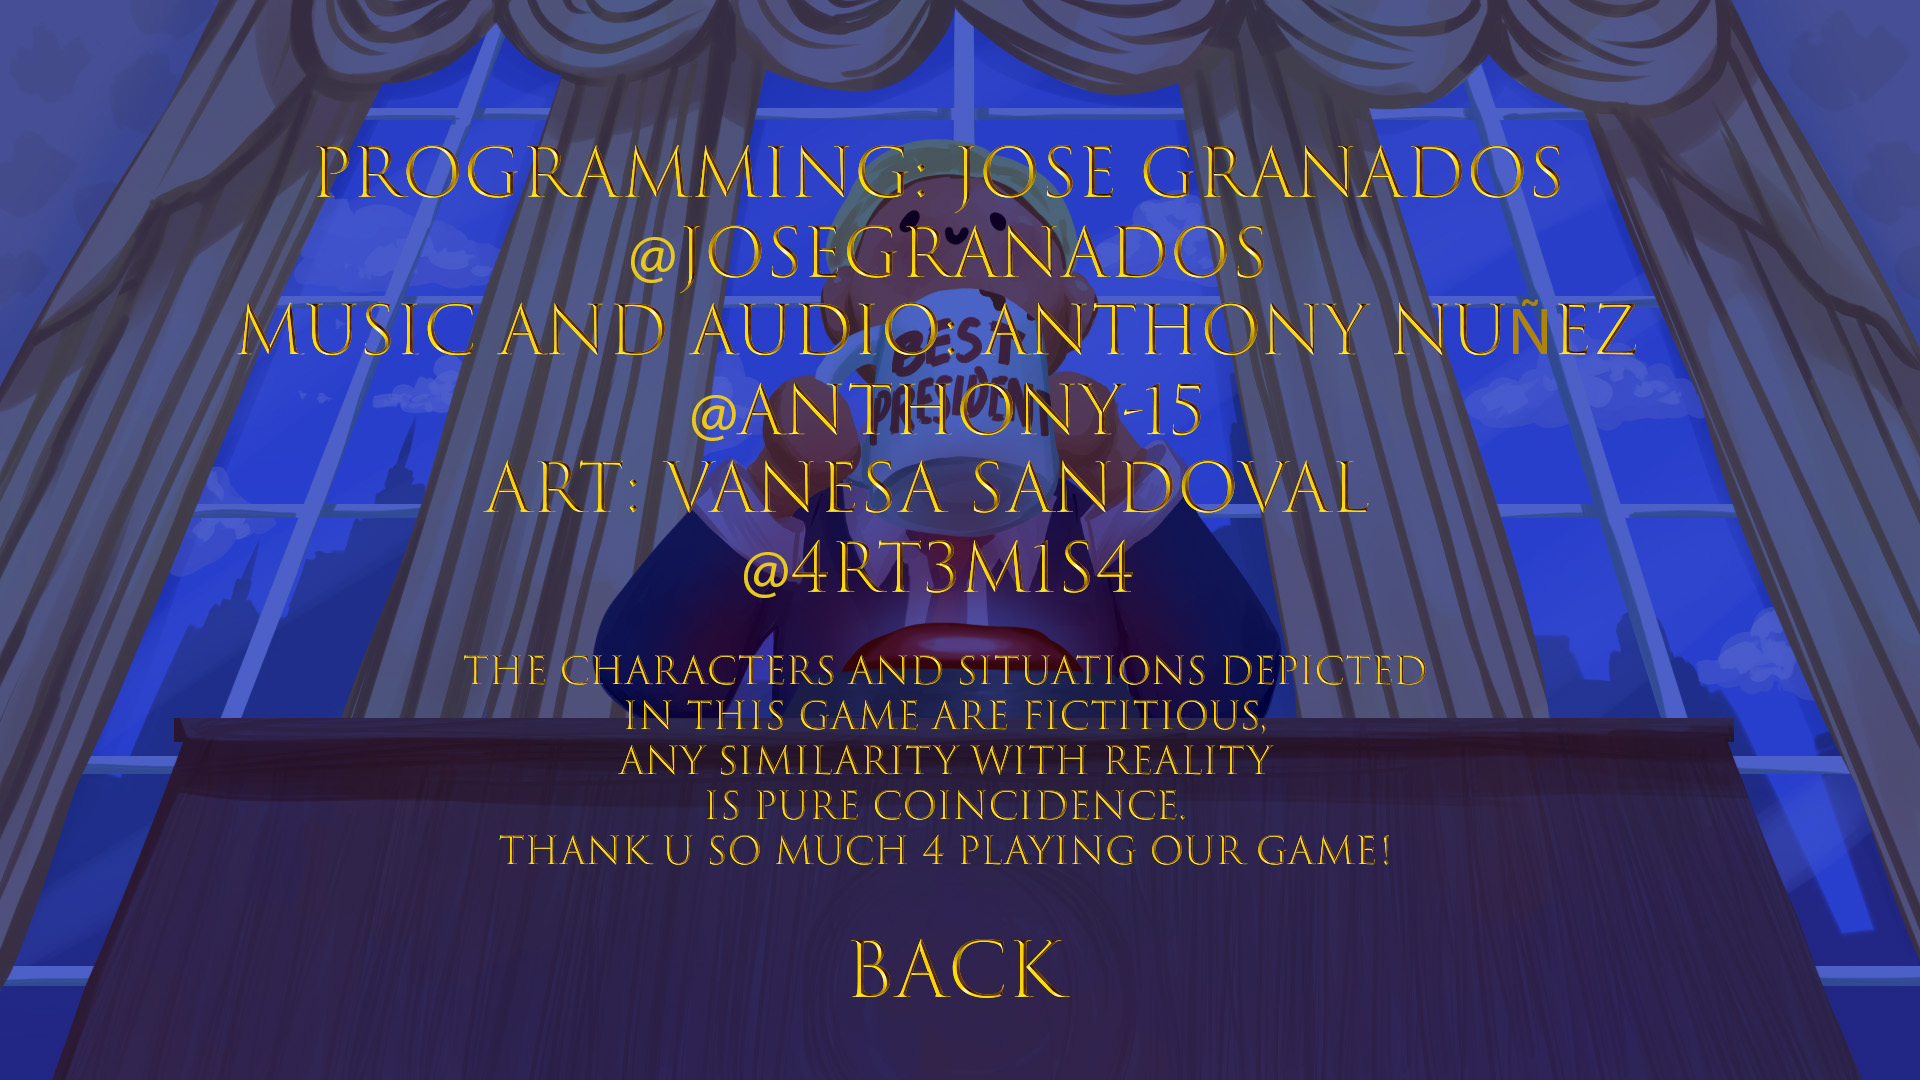 PROGRAMMING: JOSE GRANADOS
@JOSEGRANADOS
MUSIC AND AUDIO: ANTHONY NUÑEZ
@ANTHONY-15
ART: VANESA SANDOVAL
@4RT3M1S4
BEST
PRESIDENT
THE CHARACTERS AND SITUATIONS DEPICTED
IN THIS GAME ARE FICTITIOUS,
ANY SIMILARITY WITH REALITY
IS PURE COINCIDENCE.
THANK U SO MUCH 4 PLAYING OUR GAME!
BACK